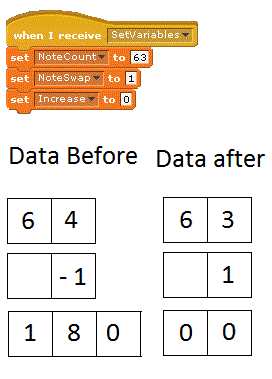 when I receive SetVariables
set NoteCount to 63
set NoteSwap to 1
set Increase to 0
Data Before Data after
6 4 6 3
-1 1
1 8 0 0 0